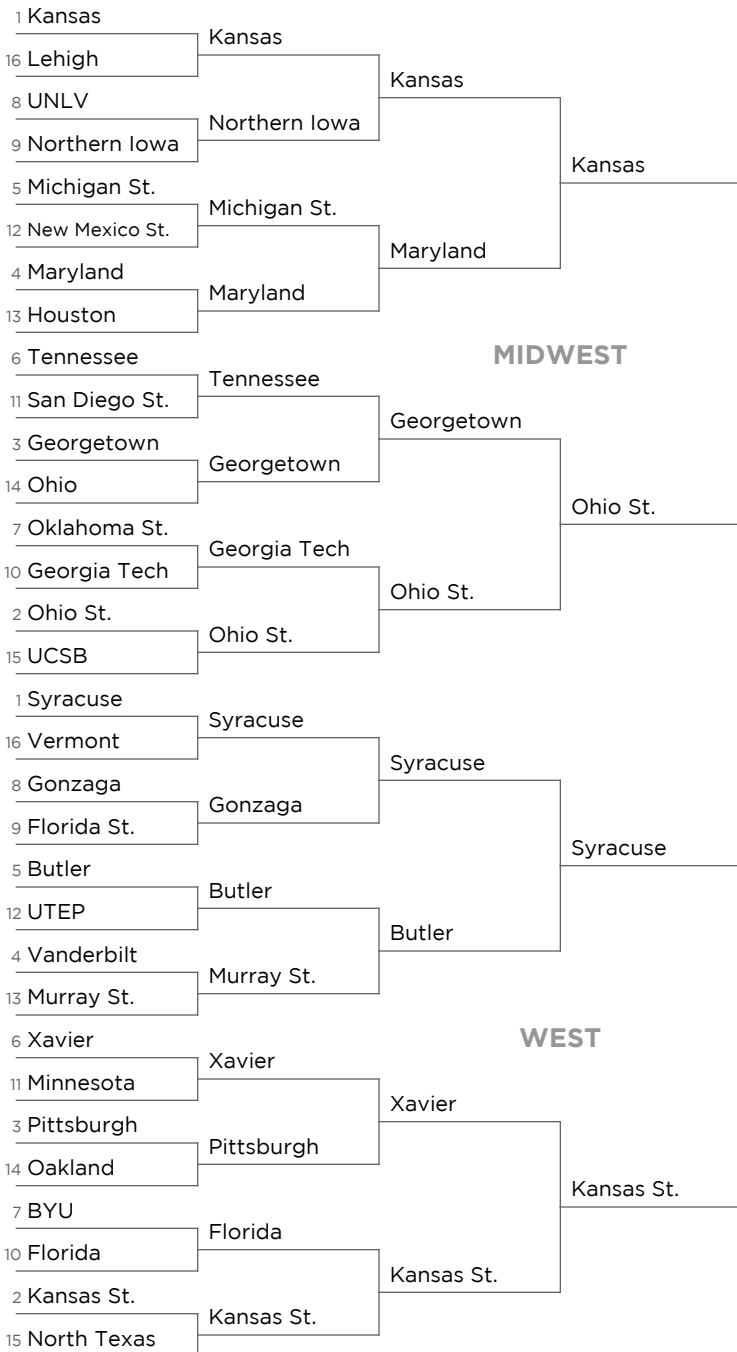 1 Kansas
16 Lehigh
8 UNLV
9 Northern Iowa
5 Michigan St.
12 New Mexico St.
4 Maryland
13 Houston
6 Tennessee
11 San Diego St.
3 Georgetown
14 Ohio
7 Oklahoma St.
10 Georgia Tech
2 Ohio St.
15 UCSB
1 Syracuse
16 Vermont
8 Gonzaga
9 Florida St.
5 Butler
12 UTEP
4 Vanderbilt
13 Murray St.
6 Xavier
11 Minnesota
3 Pittsburgh
14 Oakland
7 BYU
10 Florida
2 Kansas St.
15 North Texas
Kansas
Northern Iowa
Michigan St.
Maryland
Tennessee
Georgetown
Georgia Tech
Ohio St.
Syracuse
Gonzaga
Butler
Murray St.
Xavier
Pittsburgh
Florida
Kansas St.
Kansas
Maryland
Georgetown
Ohio St.
Syracuse
Butler
Xavier
Kansas St.
MIDWEST
WEST
Kansas
Ohio St.
Syracuse
Kansas St.